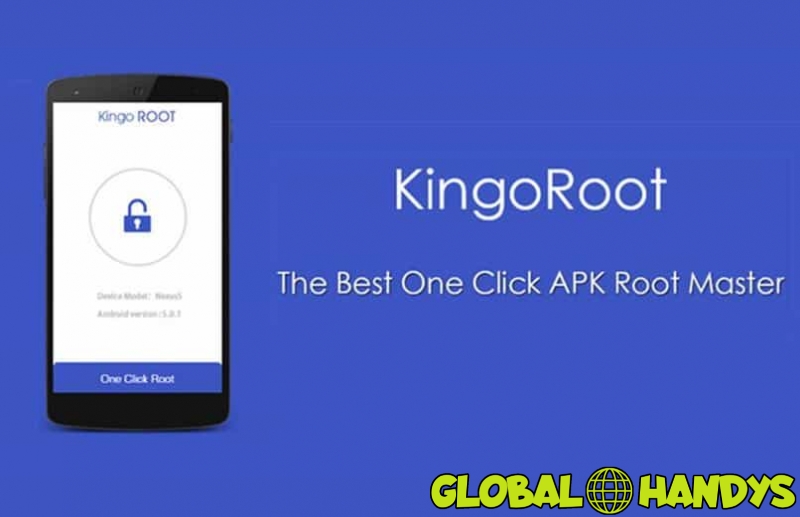 Kingo ROOT
Device Model: Nexus5
Android version :5.0.1
One Click Root
KingoRoot
The Best One Click APK Root Master
GLOBAL HANDYS